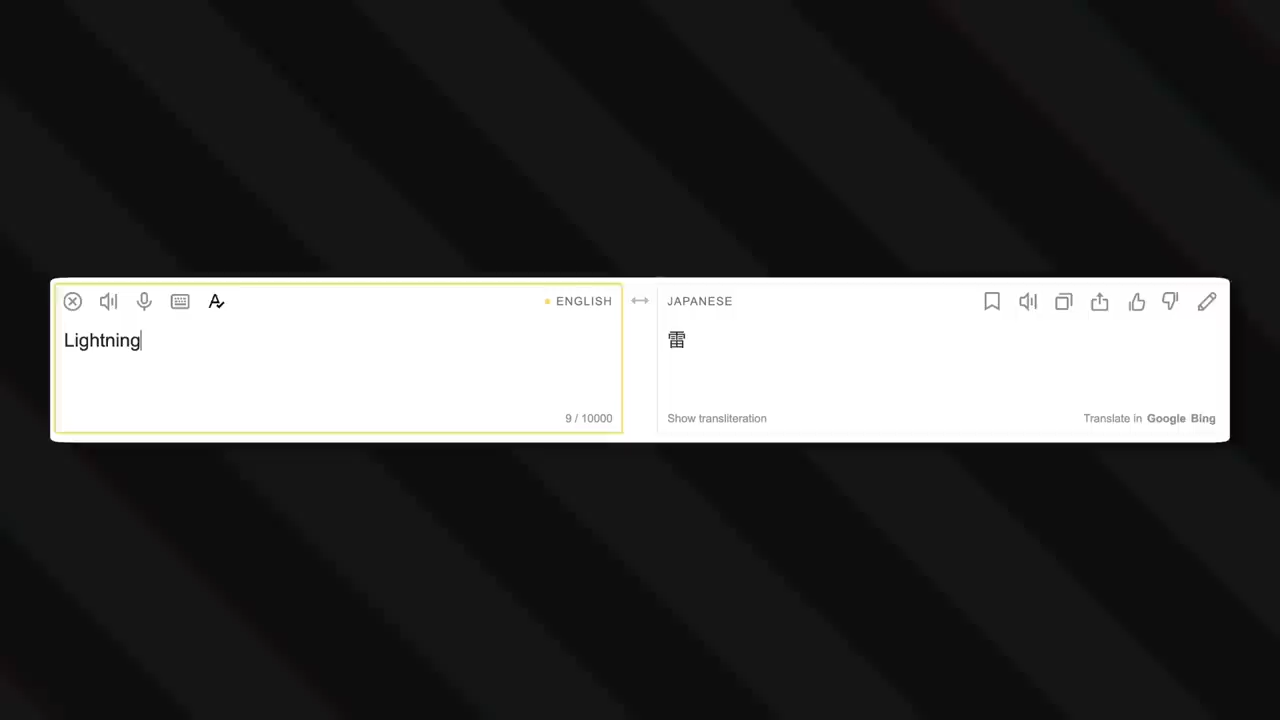 ENGLISH
JAPANESE
Lightning
雷
9 / 10000
Show transliteration
Translate in Google Bing